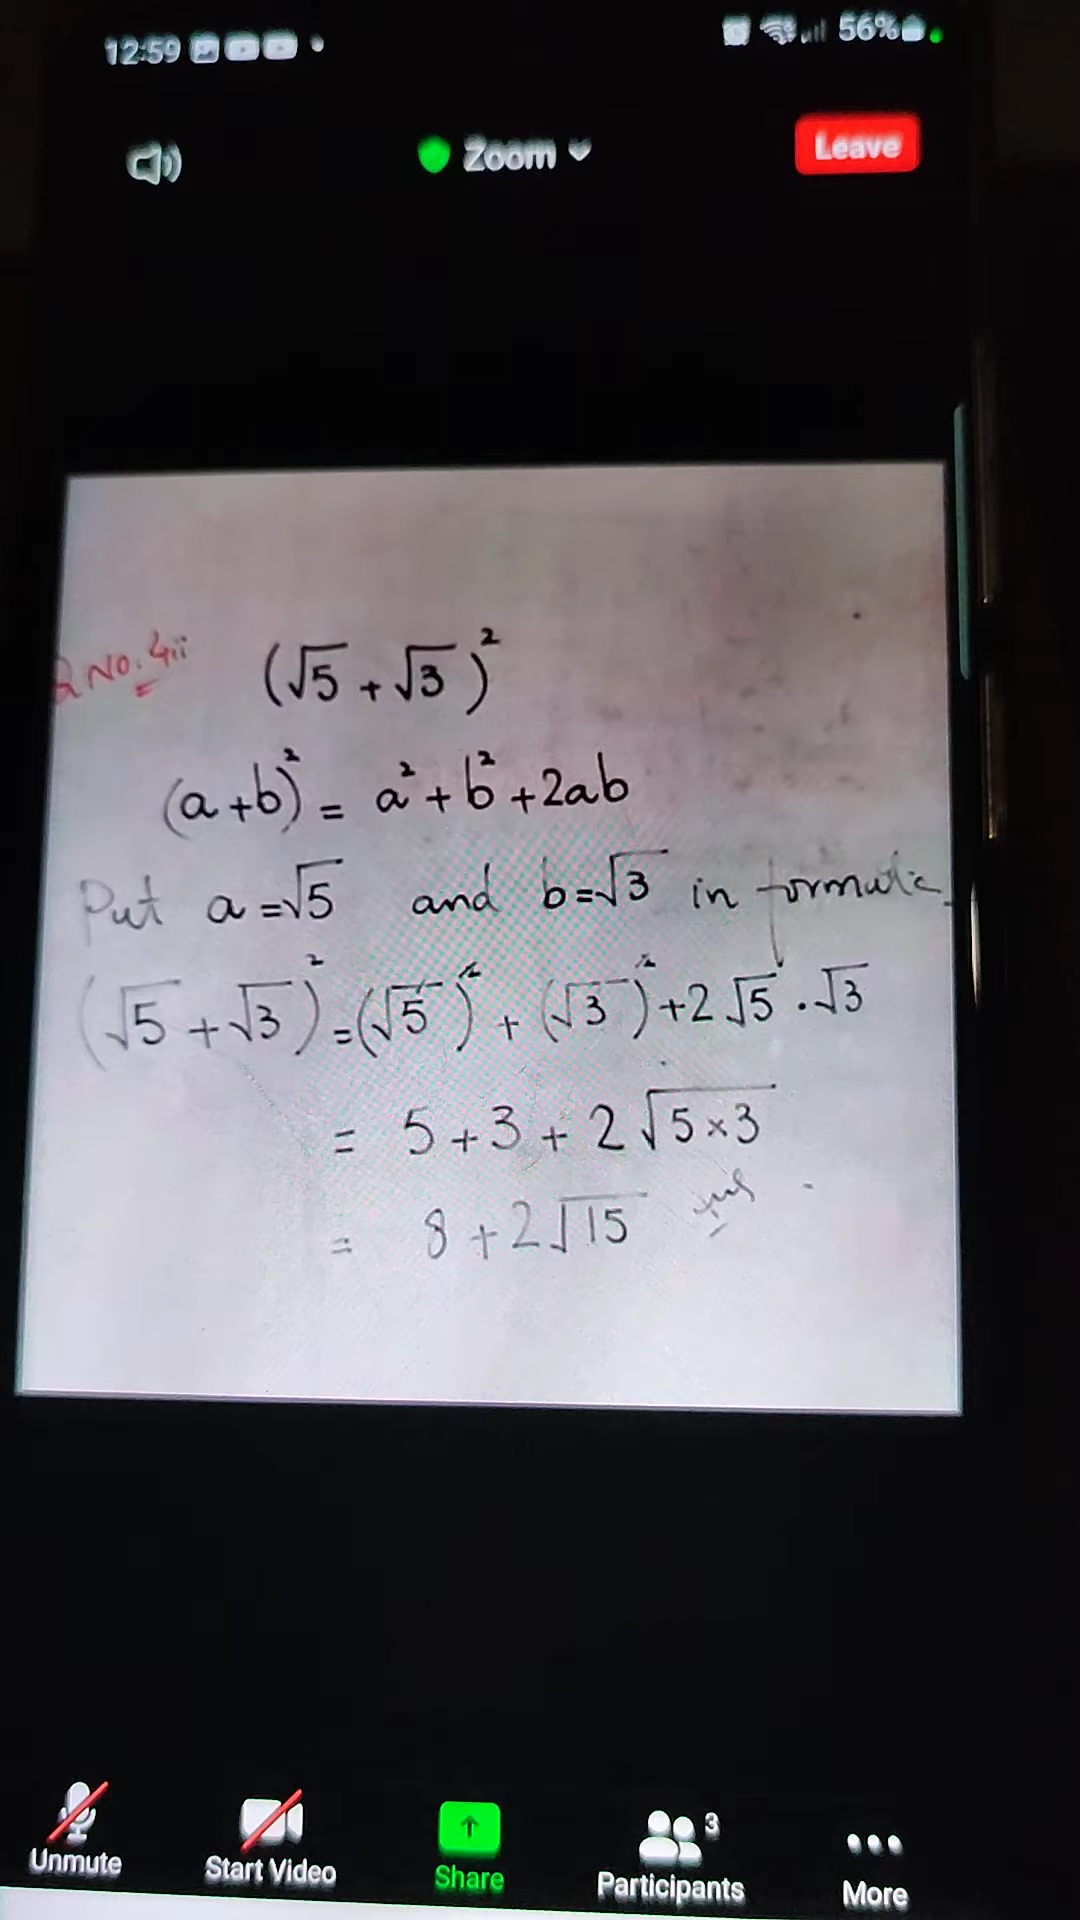 12:59 56%
Zoom Leave
Q NO. 4ii (√5 + √3)²
(a+b)² = a² + b² + 2ab
Put a = √5 and b = √3 in formula
(√5 + √3)² = (√5)² + (√3)² + 2√5 · √3
= 5 + 3 + 2√5×3
= 8 + 2√15 Ans
Unmute Start Video Share Participants 3 More